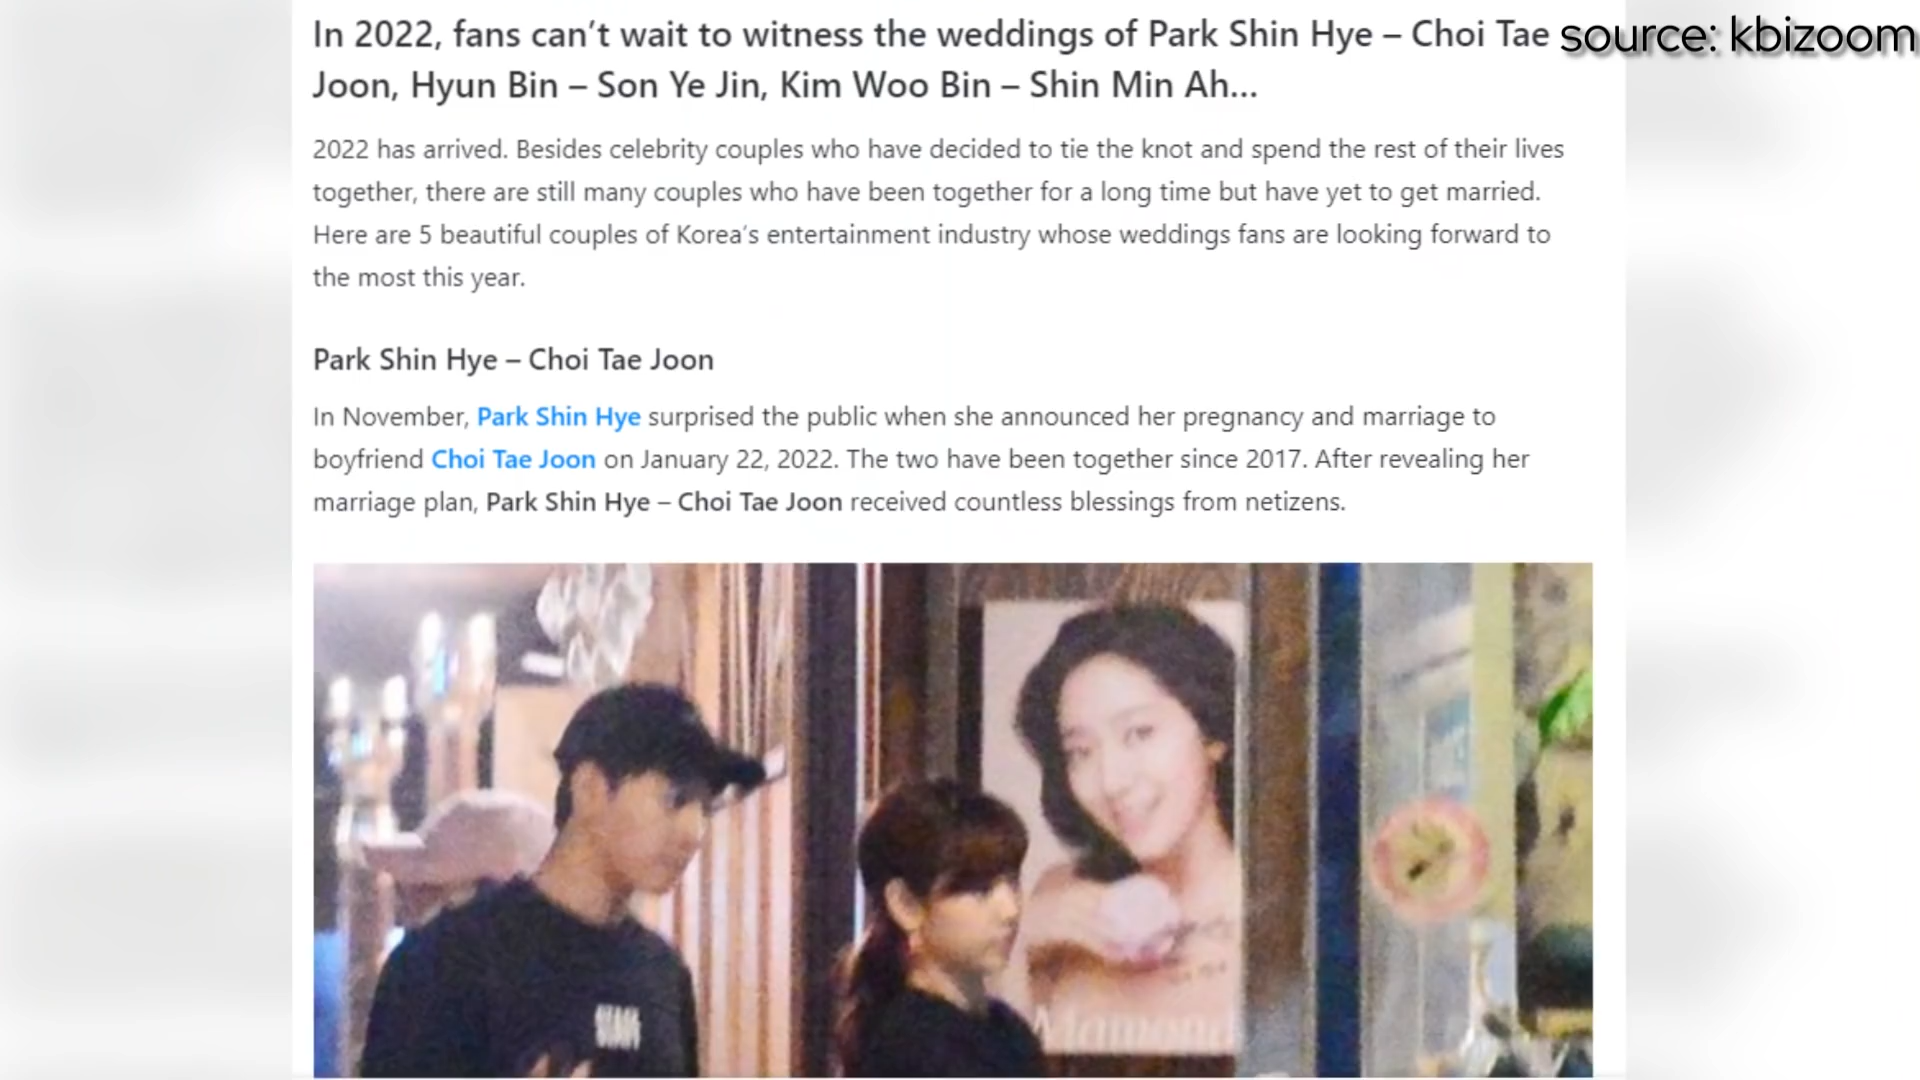 In 2022, fans can’t wait to witness the weddings of Park Shin Hye – Choi Tae
Joon, Hyun Bin – Son Ye Jin, Kim Woo Bin – Shin Min Ah...
source: kbizoom
2022 has arrived. Besides celebrity couples who have decided to tie the knot and spend the rest of their lives
together, there are still many couples who have been together for a long time but have yet to get married.
Here are 5 beautiful couples of Korea’s entertainment industry whose weddings fans are looking forward to
the most this year.
Park Shin Hye – Choi Tae Joon
In November, Park Shin Hye surprised the public when she announced her pregnancy and marriage to
boyfriend Choi Tae Joon on January 22, 2022. The two have been together since 2017. After revealing her
marriage plan, Park Shin Hye – Choi Tae Joon received countless blessings from netizens.
Mamonde